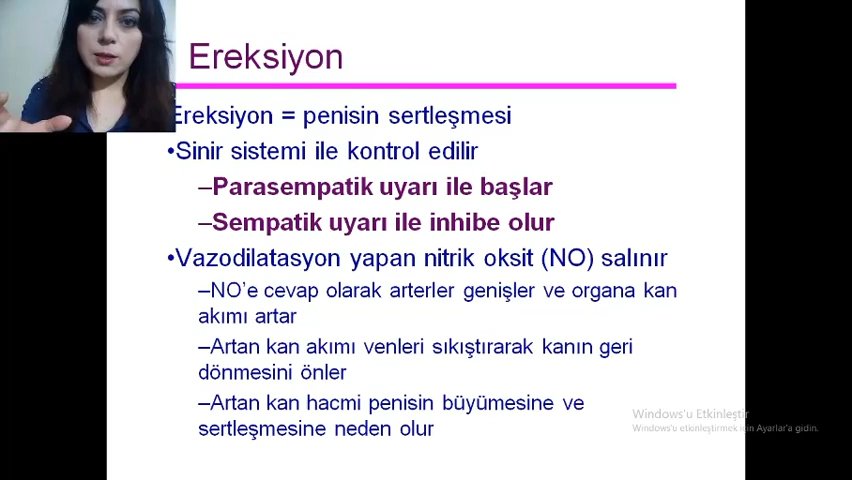 Ereksiyon
Ereksiyon = penisin sertleşmesi
•Sinir sistemi ile kontrol edilir
–Parasempatik uyarı ile başlar
–Sempatik uyarı ile inhibe olur
•Vazodilatasyon yapan nitrik oksit (NO) salınır
–NO'e cevap olarak arterler genişler ve organa kan
akımı artar
–Artan kan akımı venleri sıkıştırarak kanın geri
dönmesini önler
–Artan kan hacmi penisin büyümesine ve
sertleşmesine neden olur
Windows'u Etkinleştir
Windows'u etkinleştirmek için Ayarlar'a gidin.